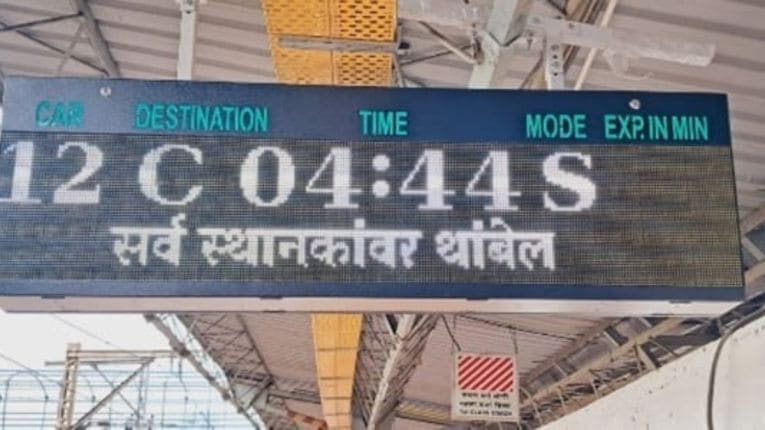 CAR DESTINATION TIME MODE EXP.IN MIN
12 C 04:44 S
सर्व स्थानकांवर थांबेल